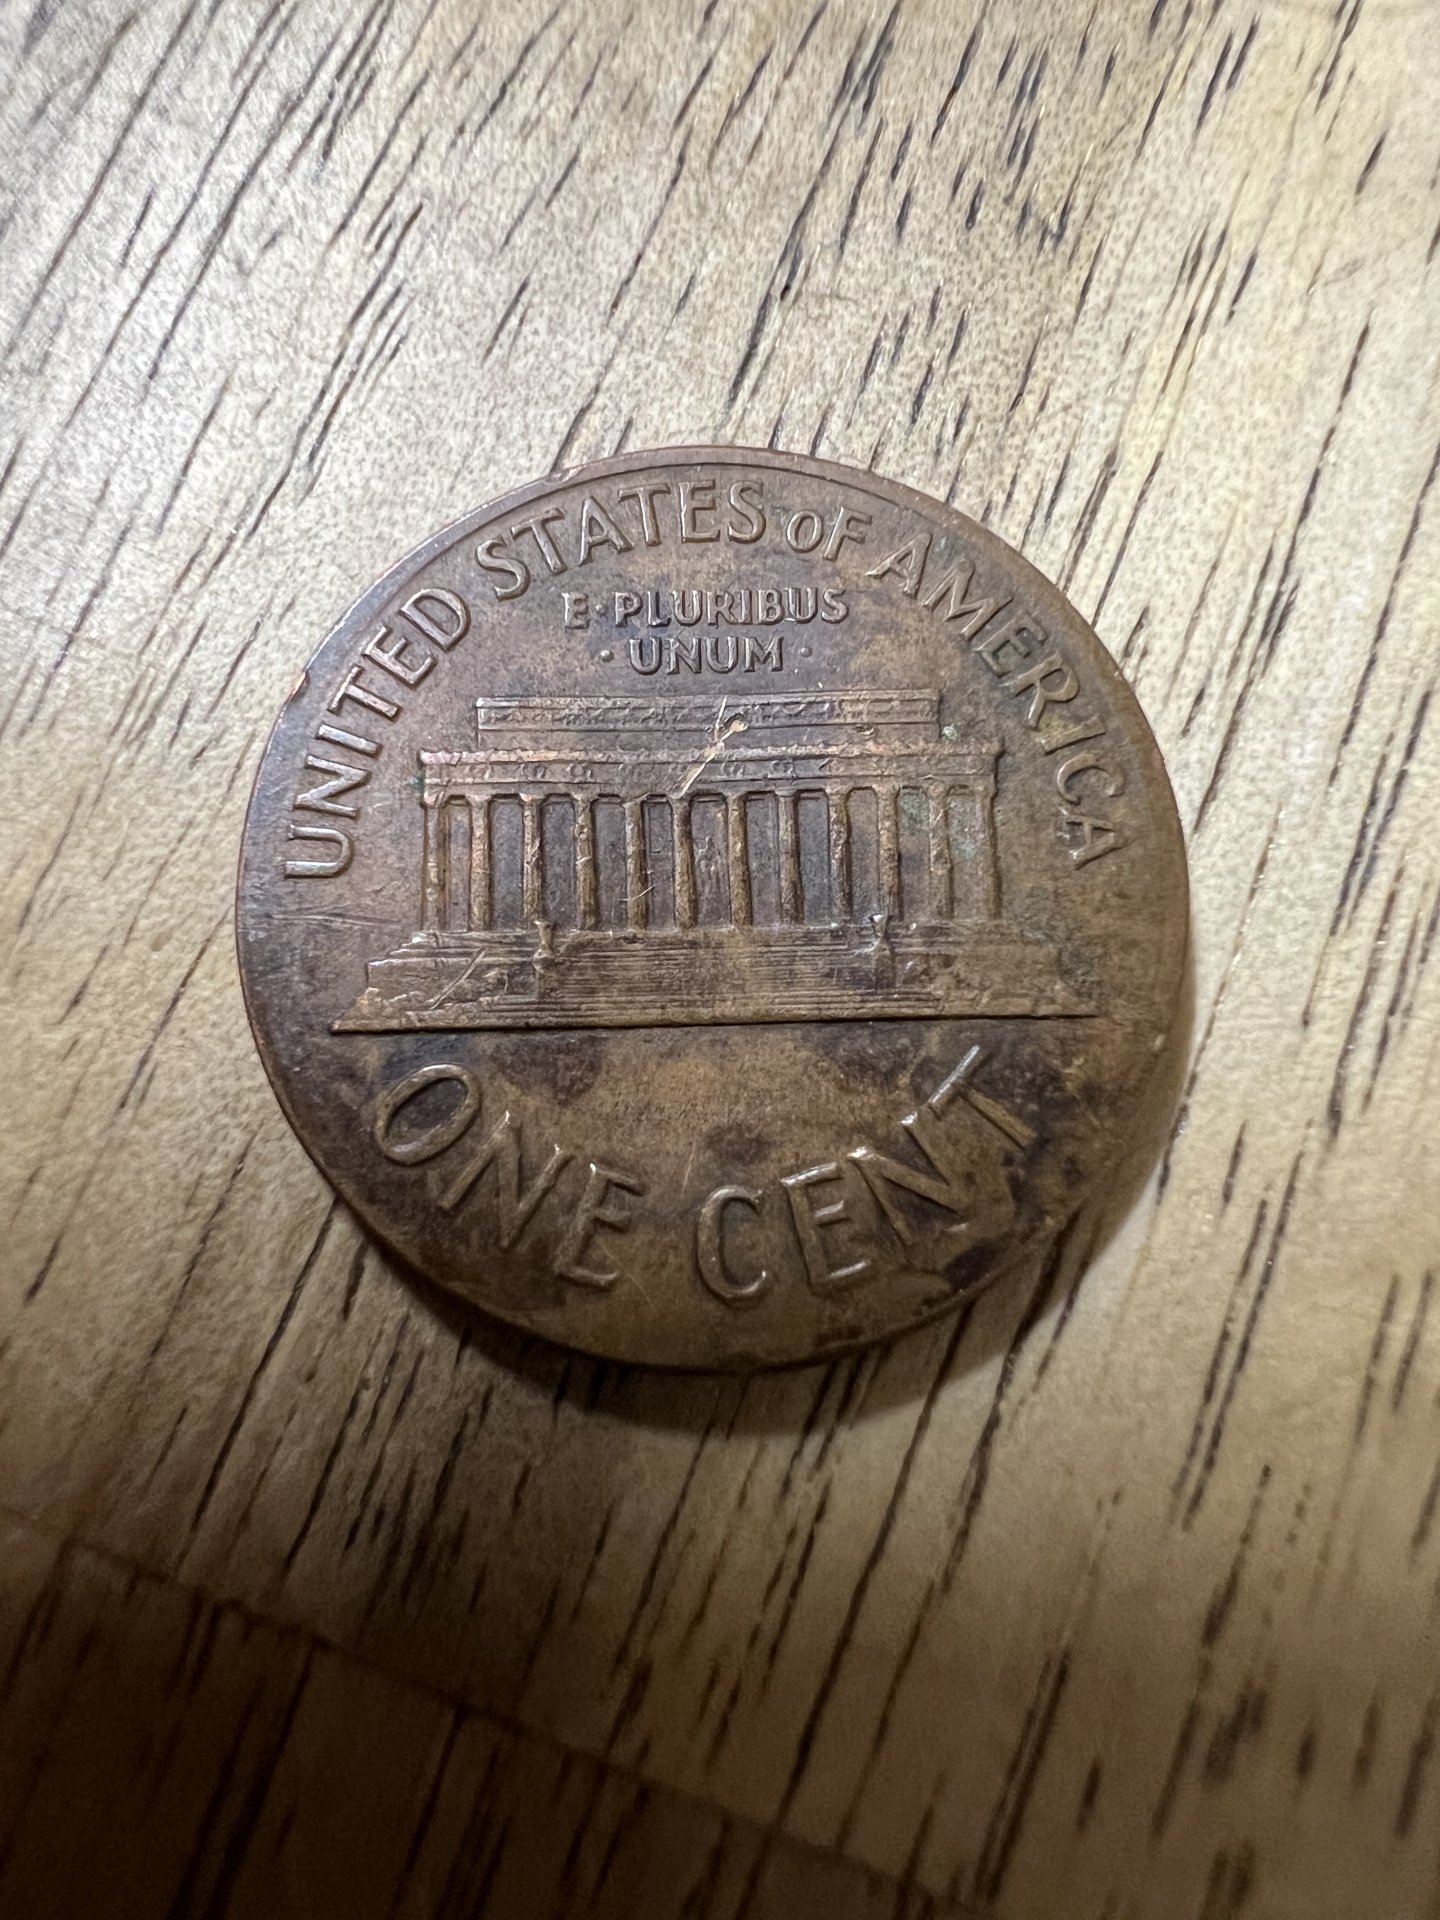 UNITED STATES OF AMERICA
E·PLURIBUS
·UNUM·
ONE CENT